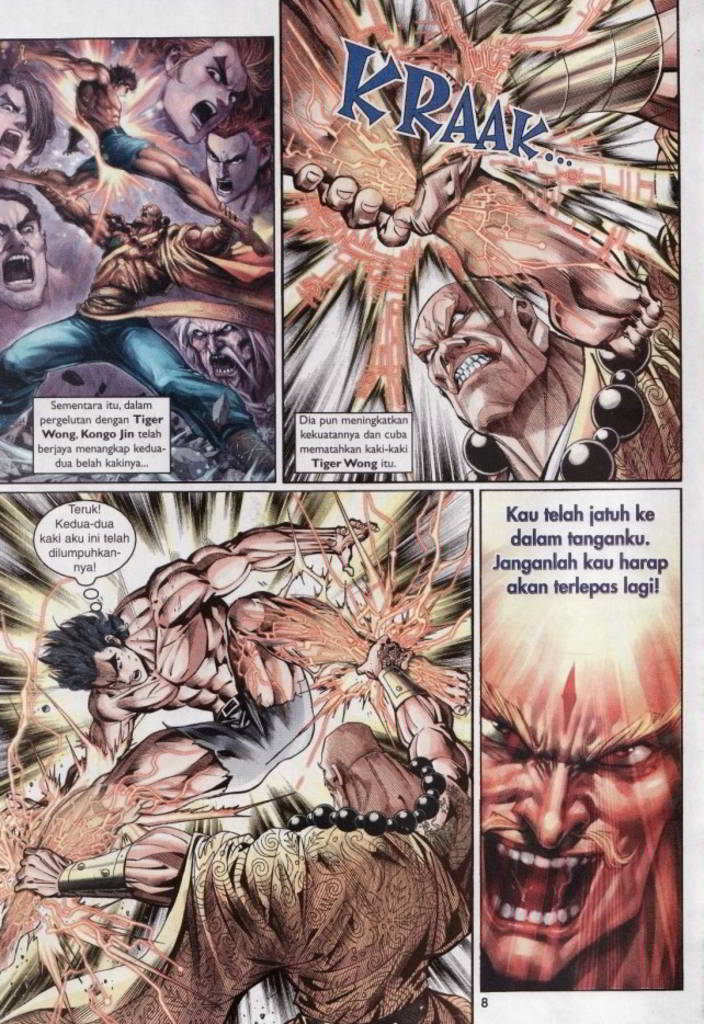 Sementara itu, dalam
pergelutan dengan Tiger
Wong, Kongo Jin telah
berjaya menangkap kedua-
dua belah kakinya...
KRAAK...
Dia pun meningkatkan
kekuatannya dan cuba
mematahkan kaki-kaki
Tiger Wong itu.
Teruk!
Kedua-dua
kaki aku ini telah
dilumpuhkan-
nya!
Kau telah jatuh ke
dalam tanganku.
Janganlah kau harap
akan terlepas lagi!
8